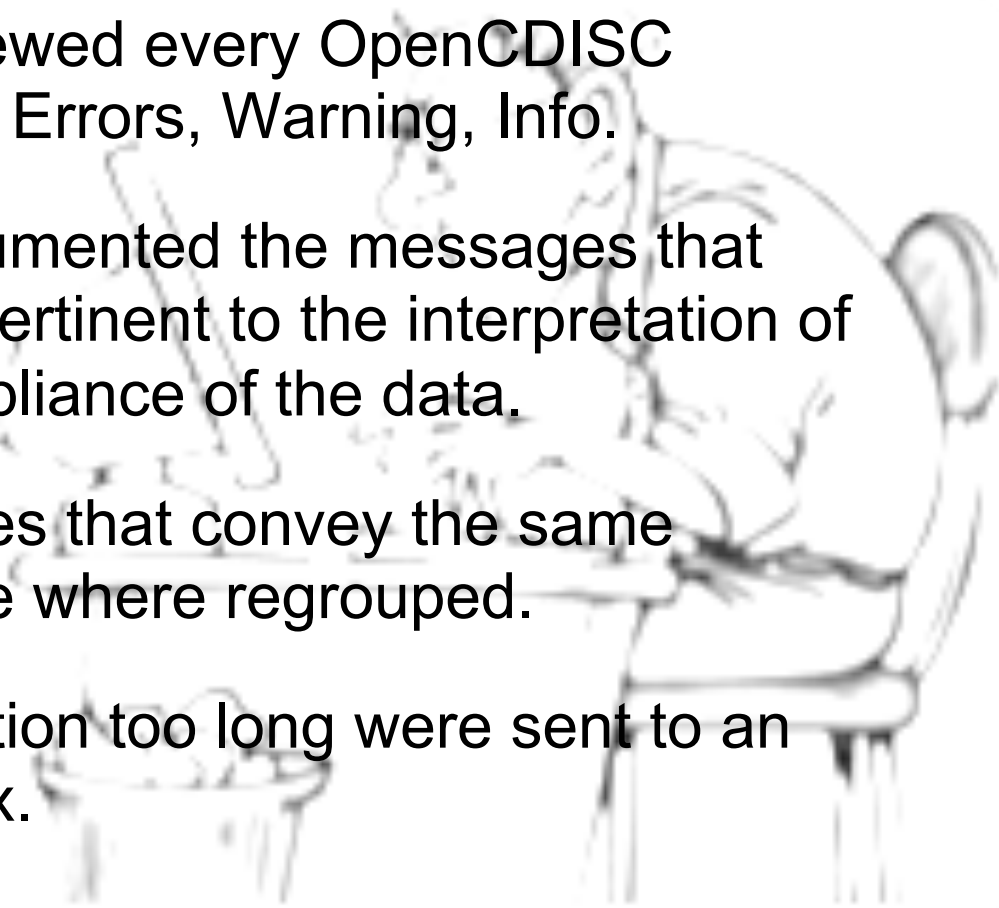 ewed every OpenCDISC
Errors, Warning, Info.
umented the messages that
ertinent to the interpretation of
pliance of the data.
es that convey the same
e where regrouped.
tion too long were sent to an
x.